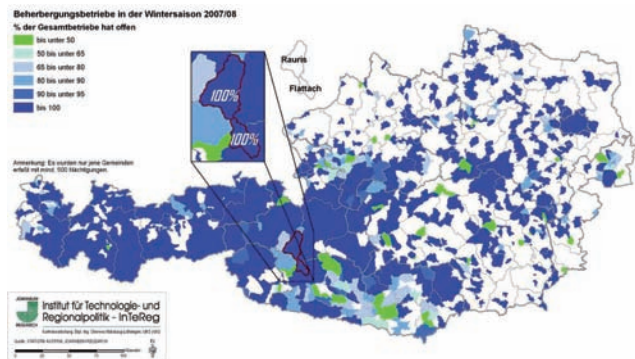 Beherbergungsbetriebe in der Wintersaison 2007/08
% der Gesamtbetriebe hat offen
bis unter 50
50 bis unter 65
65 bis unter 80
80 bis unter 90
90 bis unter 95
bis 100
Rauris
Flattach
100%
100%
Anmerkung: Es wurden nur jene Gemeinden
erfaßt mit mind. 500 Nächtigungen.
JOANNEUM
RESEARCH
Institut für Technologie- und
Regionalpolitik - InTeReg